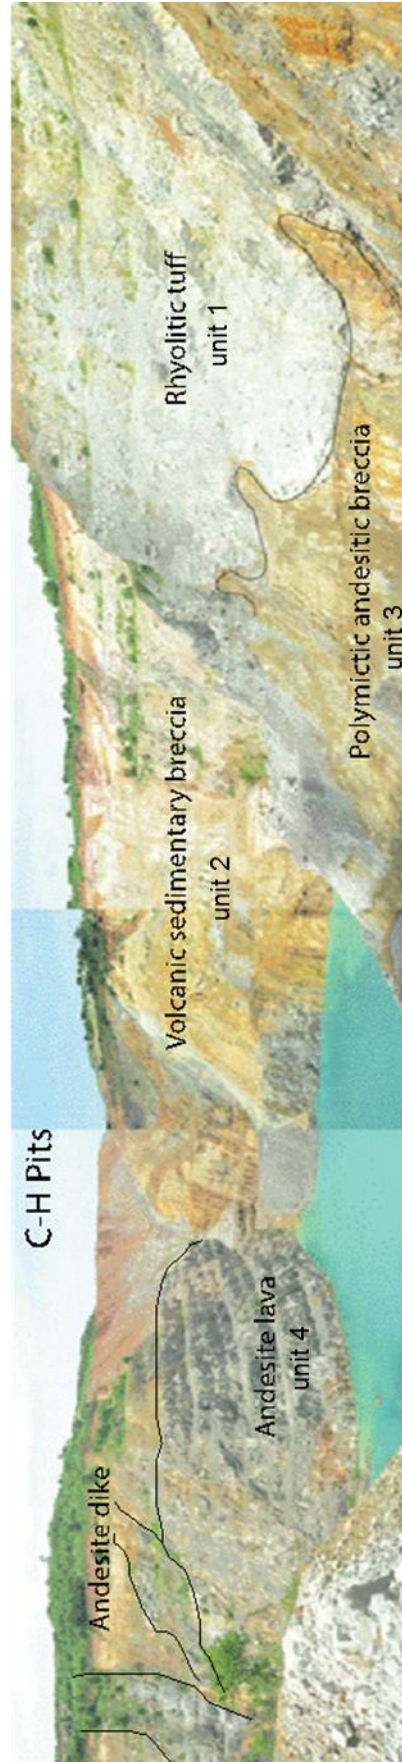 C-H Pits
Andesite dike
Andesite lava
unit 4
Volcanic sedimentary breccia
unit 2
Polymictic andesitic breccia
unit 3
Rhyolitic tuff
unit 1